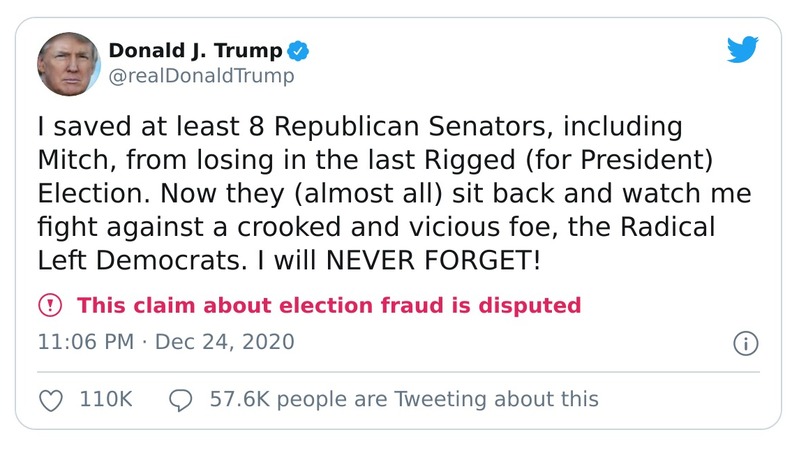 Donald J. Trump
@realDonaldTrump
I saved at least 8 Republican Senators, including
Mitch, from losing in the last Rigged (for President)
Election. Now they (almost all) sit back and watch me
fight against a crooked and vicious foe, the Radical
Left Democrats. I will NEVER FORGET!
This claim about election fraud is disputed
11:06 PM · Dec 24, 2020
110K 57.6K people are Tweeting about this